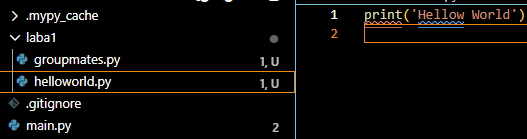 .mypy_cache
laba1
groupmates.py 1, U
helloworld.py 1, U
.gitignore
main.py 2
1 print('Hellow World')
2